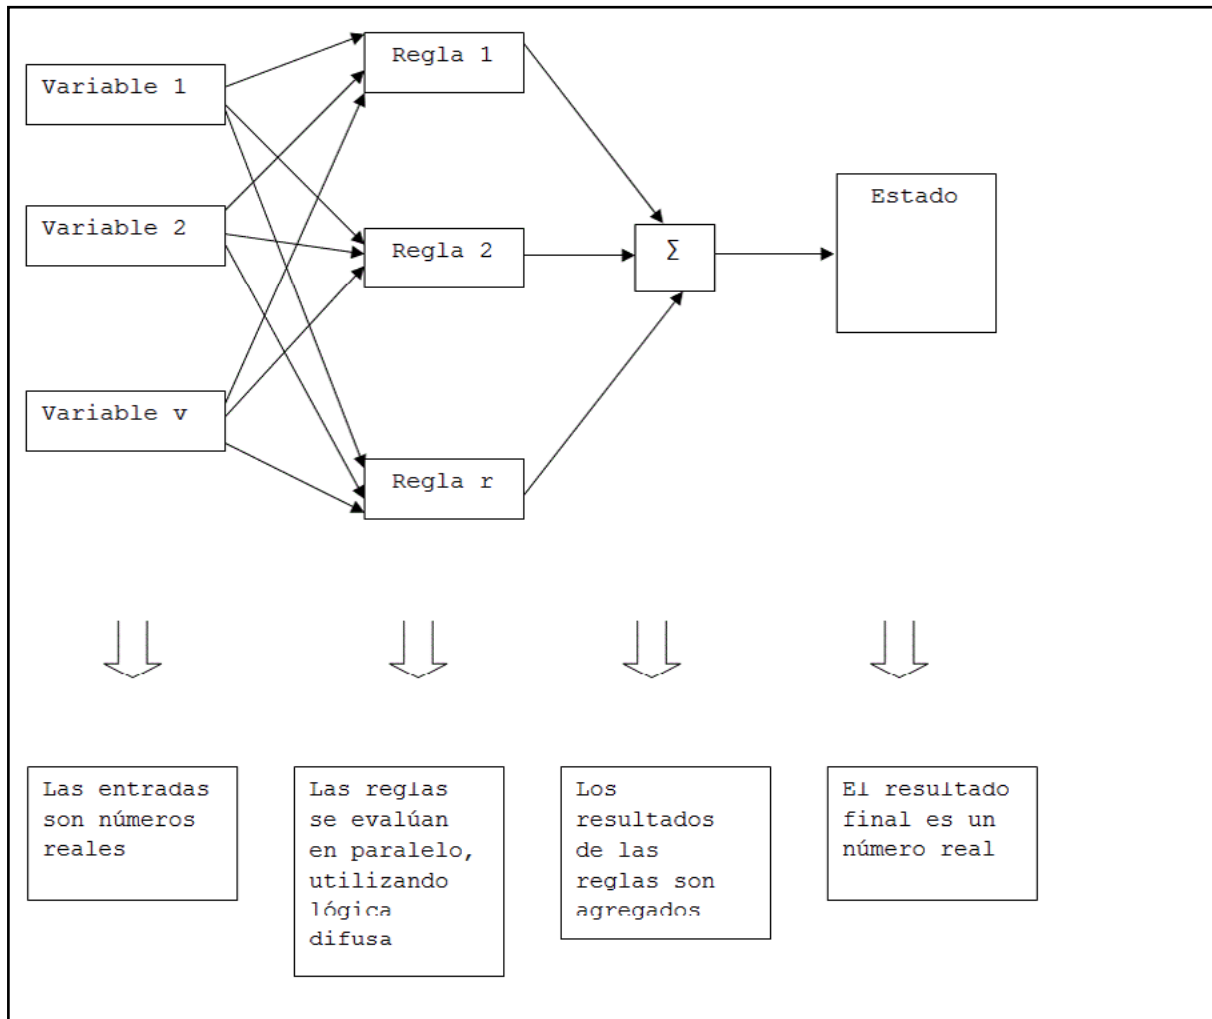 Variable 1
Variable 2
Variable v
Regla 1
Regla 2
Regla r
Σ
Estado
Las entradas
son números
reales
Las reglas
se evalúan
en paralelo,
utilizando
lógica
difusa
Los
resultados
de las
reglas son
agregados
El resultado
final es un
número real